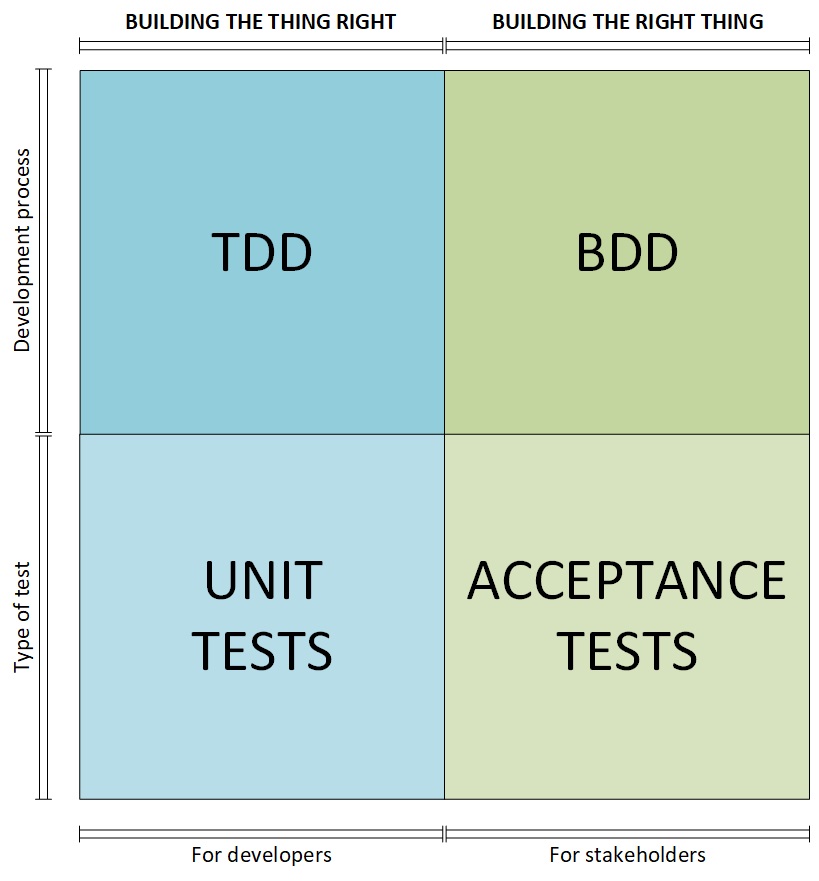 BUILDING THE THING RIGHT
BUILDING THE RIGHT THING
Development process
TDD
BDD
Type of test
UNIT
TESTS
ACCEPTANCE
TESTS
For developers
For stakeholders